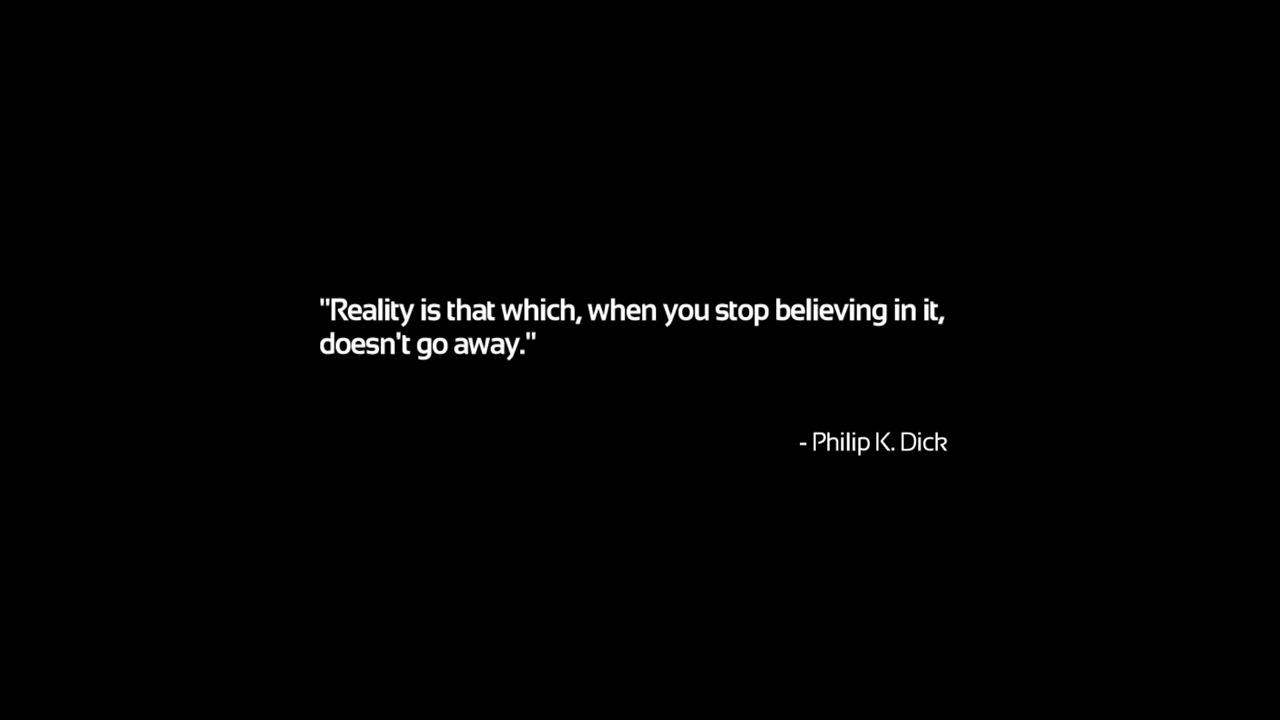 "Reality is that which, when you stop believing in it,
doesn't go away."
- Philip K. Dick